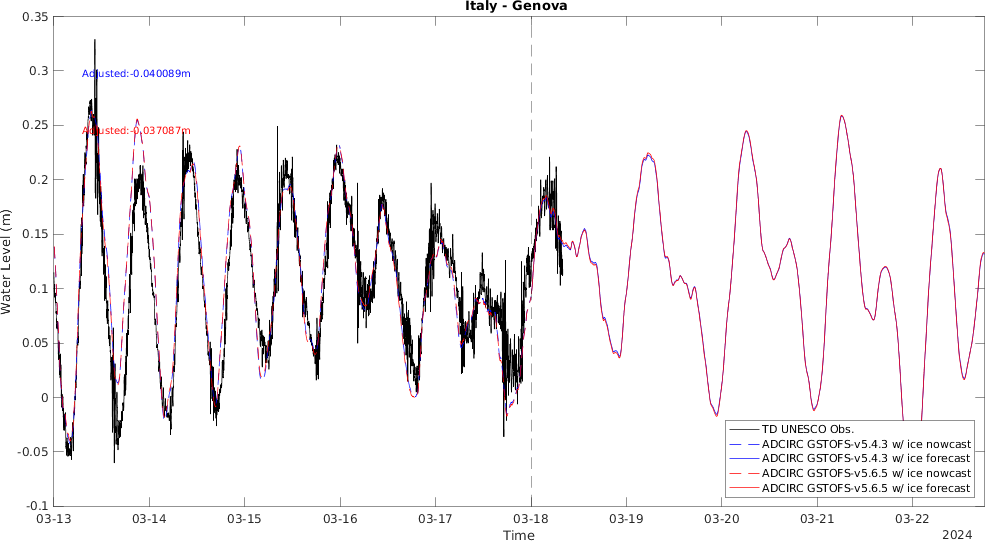 Italy - Genova
0.35
0.3
0.25
0.2
0.15
0.1
0.05
0
-0.05
-0.1
Water Level (m)
Adjusted:-0.040089m
Adjusted:-0.037087m
TD UNESCO Obs.
ADCIRC GSTOFS-v5.4.3 w/ ice nowcast
ADCIRC GSTOFS-v5.4.3 w/ ice forecast
ADCIRC GSTOFS-v5.6.5 w/ ice nowcast
ADCIRC GSTOFS-v5.6.5 w/ ice forecast
03-13 03-14 03-15 03-16 03-17 03-18 03-19 03-20 03-21 03-22
Time
2024